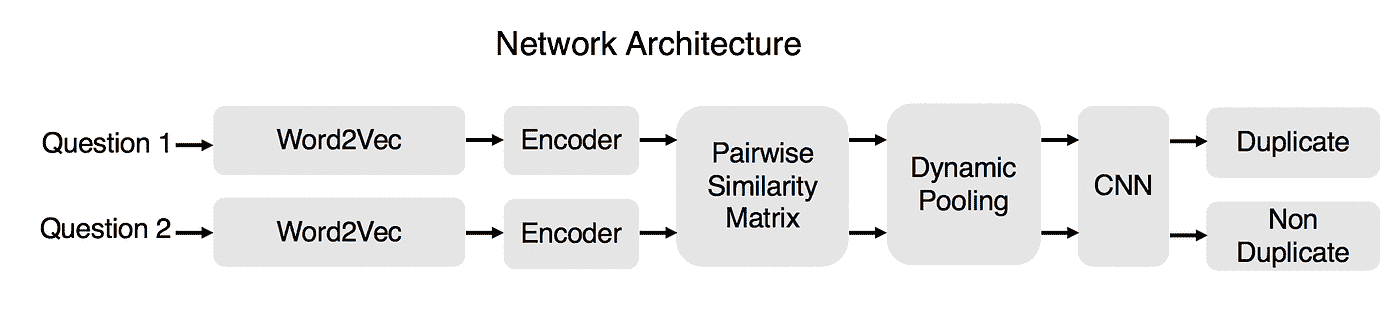 Network Architecture
Question 1
Word2Vec
Encoder
Question 2
Word2Vec
Encoder
Pairwise
Similarity
Matrix
Dynamic
Pooling
CNN
Duplicate
Non
Duplicate